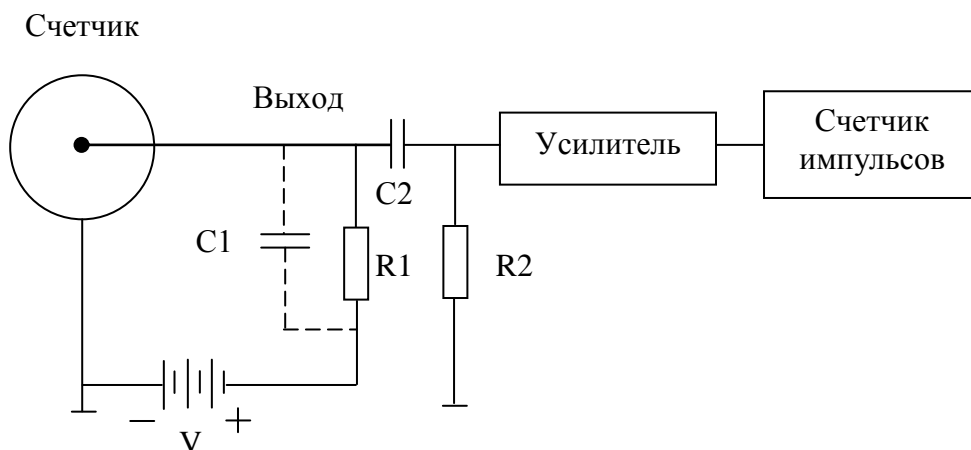 Счетчик
Выход
Усилитель
Счетчик
импульсов
C2
C1
R1
R2
− +
V